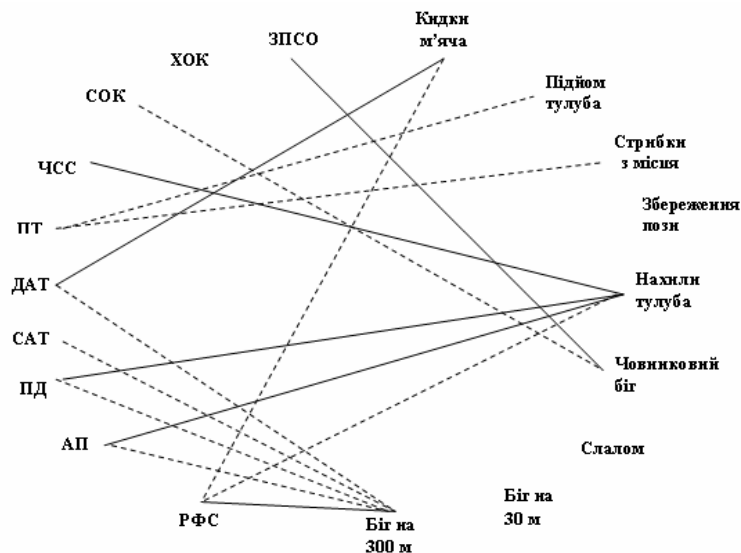 Кидки
м’яча
ЗПСО
ХОК
Підйом
тулуба
СОК
Стрибки
з місця
ЧСС
Збереження
пози
ПТ
Нахили
тулуба
ДАТ
САТ
Човниковий
біг
ПД
АП
Слалом
Біг на
30 м
РФС
Біг на
300 м